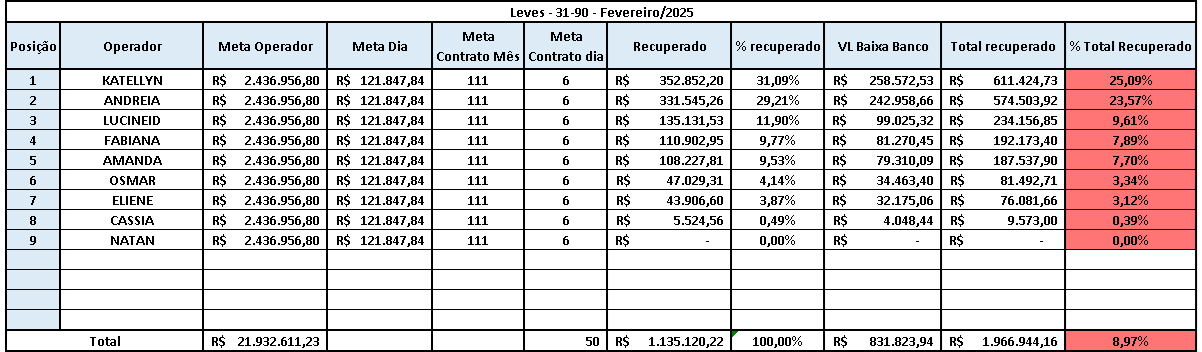 Leves - 31-90 - Fevereiro/2025
Posição Operador Meta Operador Meta Dia Meta Contrato Mês Meta Contrato dia Recuperado % recuperado VL Baixa Banco Total recuperado % Total Recuperado
1 KATELLYN R$ 2.436.956,80 R$ 121.847,84 111 6 R$ 352.852,20 31,09% R$ 258.572,53 R$ 611.424,73 25,09%
2 ANDREIA R$ 2.436.956,80 R$ 121.847,84 111 6 R$ 331.545,26 29,21% R$ 242.958,66 R$ 574.503,92 23,57%
3 LUCINEID R$ 2.436.956,80 R$ 121.847,84 111 6 R$ 135.131,53 11,90% R$ 99.025,32 R$ 234.156,85 9,61%
4 FABIANA R$ 2.436.956,80 R$ 121.847,84 111 6 R$ 110.902,95 9,77% R$ 81.270,45 R$ 192.173,40 7,89%
5 AMANDA R$ 2.436.956,80 R$ 121.847,84 111 6 R$ 108.227,81 9,53% R$ 79.310,09 R$ 187.537,90 7,70%
6 OSMAR R$ 2.436.956,80 R$ 121.847,84 111 6 R$ 47.029,31 4,14% R$ 34.463,40 R$ 81.492,71 3,34%
7 ELIENE R$ 2.436.956,80 R$ 121.847,84 111 6 R$ 43.906,60 3,87% R$ 32.175,06 R$ 76.081,66 3,12%
8 CASSIA R$ 2.436.956,80 R$ 121.847,84 111 6 R$ 5.524,56 0,49% R$ 4.048,44 R$ 9.573,00 0,39%
9 NATAN R$ 2.436.956,80 R$ 121.847,84 111 6 R$ - 0,00% R$ - R$ - 0,00%
Total R$ 21.932.611,23 50 R$ 1.135.120,22 100,00% R$ 831.823,94 R$ 1.966.944,16 8,97%